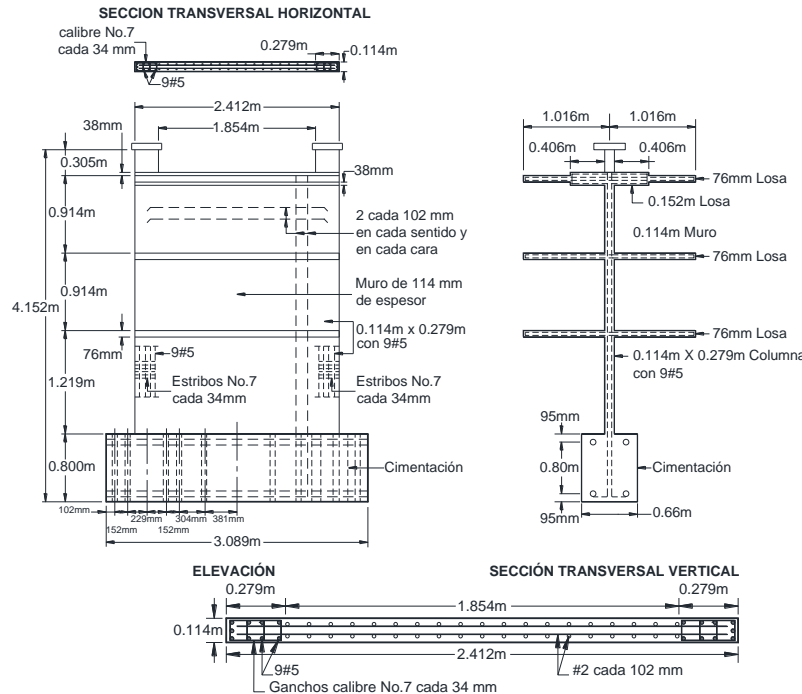 SECCION TRANSVERSAL HORIZONTAL
calibre No.7
cada 34 mm
0.279m
0.114m
9#5
2.412m
1.854m
38mm
0.305m
38mm
0.914m
2 cada 102 mm
en cada sentido y
en cada cara
0.914m
Muro de 114 mm
de espesor
4.152m
0.114m x 0.279m
con 9#5
76mm
9#5
1.219m
Estribos No.7
cada 34mm
Estribos No.7
cada 34mm
0.800m
Cimentación
102mm
152mm
229mm
152mm
304mm
381mm
3.089m
1.016m
1.016m
0.406m
0.406m
76mm Losa
0.152m Losa
0.114m Muro
76mm Losa
76mm Losa
0.114m X 0.279m Columna
con 9#5
95mm
0.80m
Cimentación
95mm
0.66m
ELEVACIÓN
SECCIÓN TRANSVERSAL VERTICAL
0.279m
1.854m
0.279m
0.114m
2.412m
9#5
#2 cada 102 mm
Ganchos calibre No.7 cada 34 mm